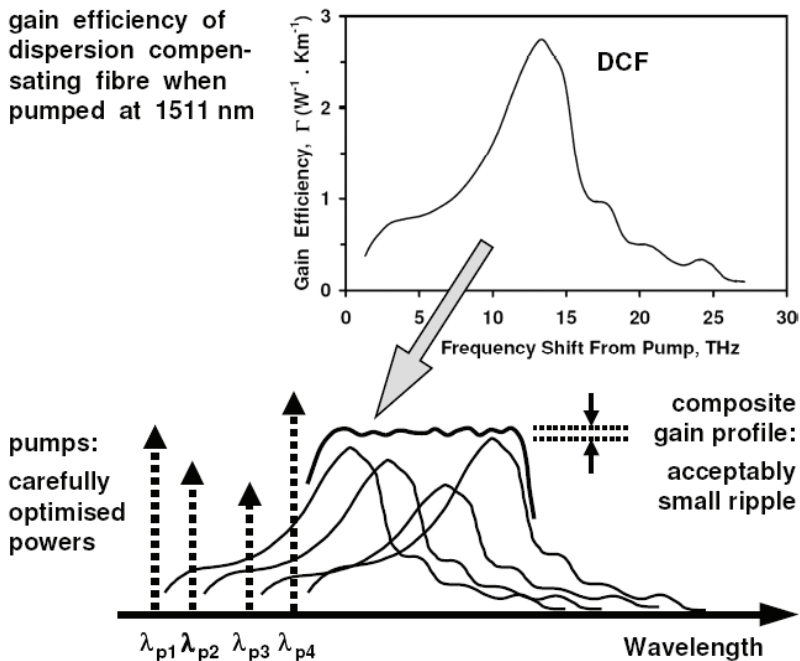 gain efficiency of
dispersion compen-
sating fibre when
pumped at 1511 nm
Gain Efficiency, Γ (W⁻¹ . Km⁻¹)
3
2
1
0
DCF
0 5 10 15 20 25 30
Frequency Shift From Pump, THz
pumps:
carefully
optimised
powers
composite
gain profile:
acceptably
small ripple
λp1 λp2 λp3 λp4
Wavelength